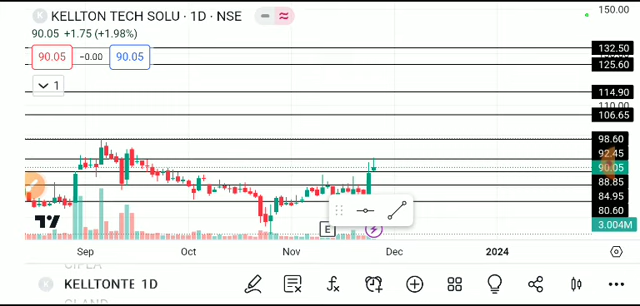 K KELLTON TECH SOLU · 1D · NSE
90.05 +1.75 (+1.98%)
90.05 −0.00 90.05
1
150.00
132.50
125.60
114.90
110.00
106.65
98.60
92.45
90.05
88.85
84.95
80.60
3.004M
E
Sep Oct Nov Dec 2024
CIPLA
K KELLTONTE 1D
GLAND